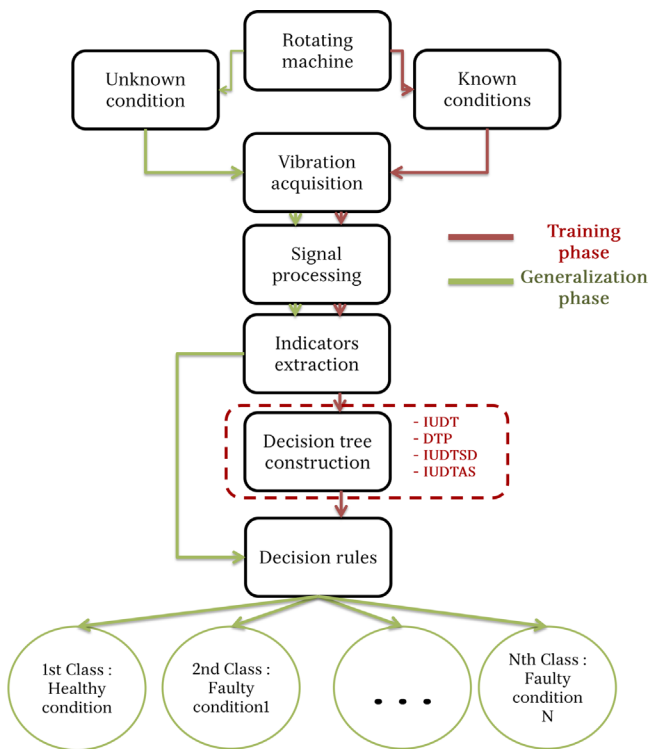 Rotating
machine
Unknown
condition
Known
conditions
Vibration
acquisition
Training
phase
Signal
processing
Generalization
phase
Indicators
extraction
Decision tree
construction
- IUDT
- DTP
- IUDTSD
- IUDTAS
Decision rules
1st Class :
Healthy
condition
2nd Class :
Faulty
condition1
. . .
Nth Class :
Faulty
condition
N